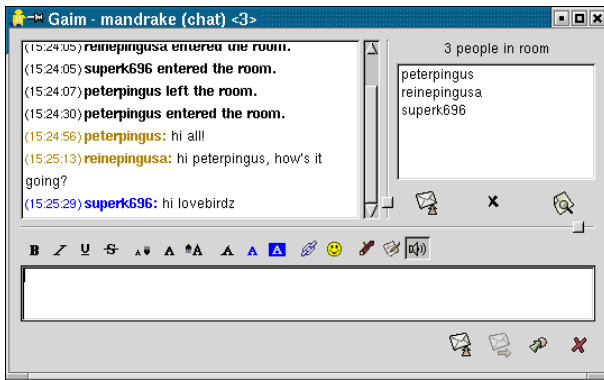 Gaim - mandrake (chat) <3>
(15:24:05) reinepingusa entered the room.
(15:24:05) superk696 entered the room.
(15:24:07) peterpingus left the room.
(15:24:30) peterpingus entered the room.
(15:24:56) peterpingus: hi all!
(15:25:13) reinepingusa: hi peterpingus, how's it
going?
(15:25:29) superk696: hi lovebirdz
3 people in room
peterpingus
reinepingusa
superk696
B I U S A A A A A A